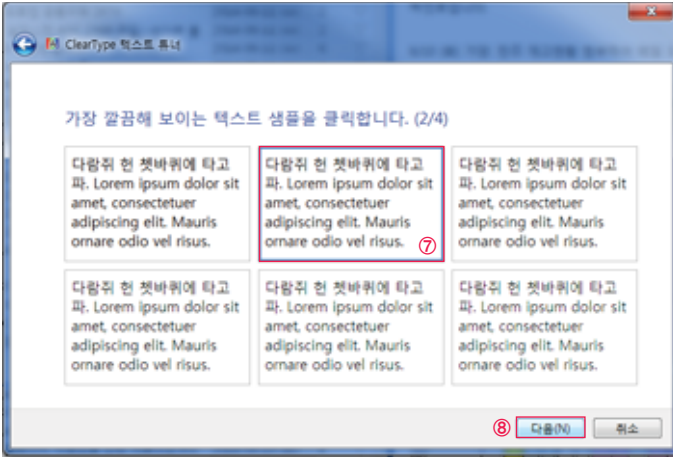 ClearType 텍스트 튜너
가장 깔끔해 보이는 텍스트 샘플을 클릭합니다. (2/4)
다람쥐 헌 쳇바퀴에 타고
파. Lorem ipsum dolor sit
amet, consectetuer
adipiscing elit. Mauris
ornare odio vel risus.
다람쥐 헌 쳇바퀴에 타고
파. Lorem ipsum dolor sit
amet, consectetuer
adipiscing elit. Mauris
ornare odio vel risus.
⑦
다람쥐 헌 쳇바퀴에 타고
파. Lorem ipsum dolor sit
amet, consectetuer
adipiscing elit. Mauris
ornare odio vel risus.
다람쥐 헌 쳇바퀴에 타고
파. Lorem ipsum dolor sit
amet, consectetuer
adipiscing elit. Mauris
ornare odio vel risus.
다람쥐 헌 쳇바퀴에 타고
파. Lorem ipsum dolor sit
amet, consectetuer
adipiscing elit. Mauris
ornare odio vel risus.
다람쥐 헌 쳇바퀴에 타고
파. Lorem ipsum dolor sit
amet, consectetuer
adipiscing elit. Mauris
ornare odio vel risus.
⑧ 다음(N) 취소